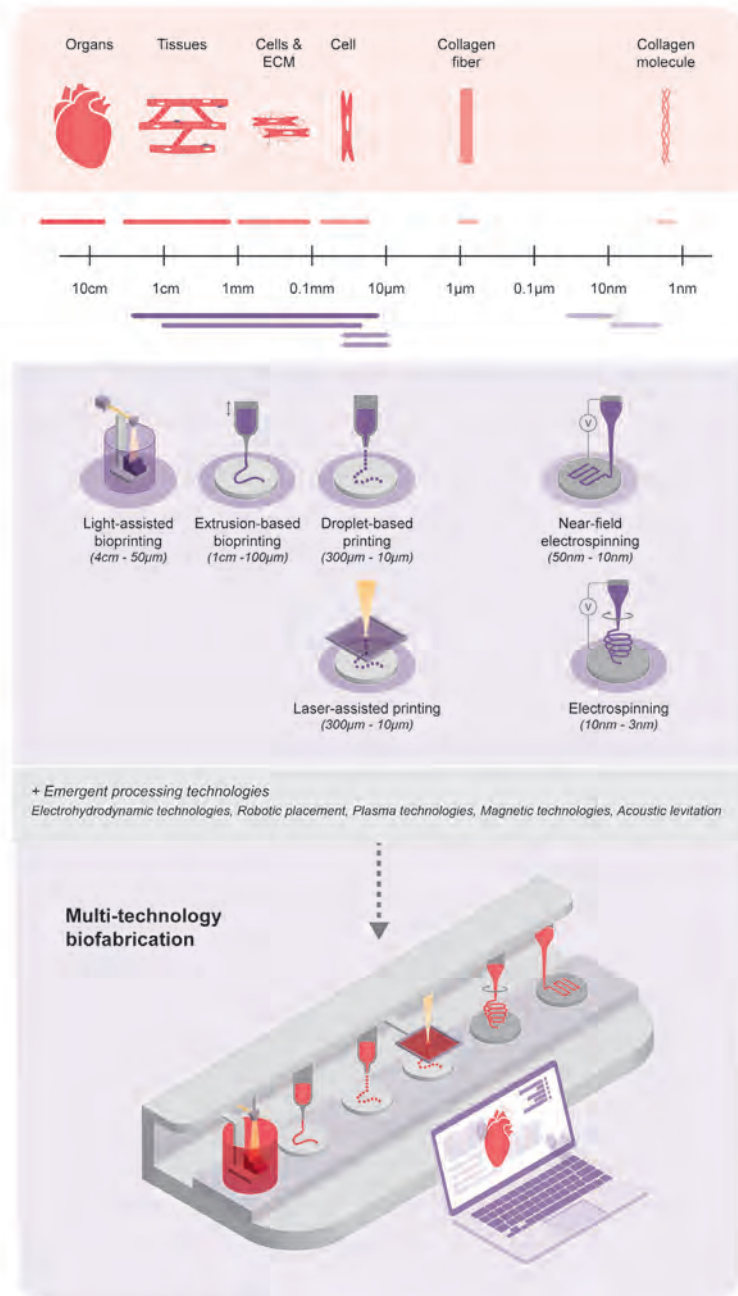 Organs Tissues Cells & Cell Collagen Collagen
ECM fiber molecule
10cm 1cm 1mm 0.1mm 10μm 1μm 0.1μm 10nm 1nm
V
Light-assisted Extrusion-based Droplet-based Near-field
bioprinting bioprinting printing electrospinning
(4cm - 50μm) (1cm -100μm) (300μm - 10μm) (50nm - 10nm)
V
Laser-assisted printing Electrospinning
(300μm - 10μm) (10nm - 3nm)
+ Emergent processing technologies
Electrohydrodynamic technologies, Robotic placement, Plasma technologies, Magnetic technologies, Acoustic levitation
Multi-technology
biofabrication